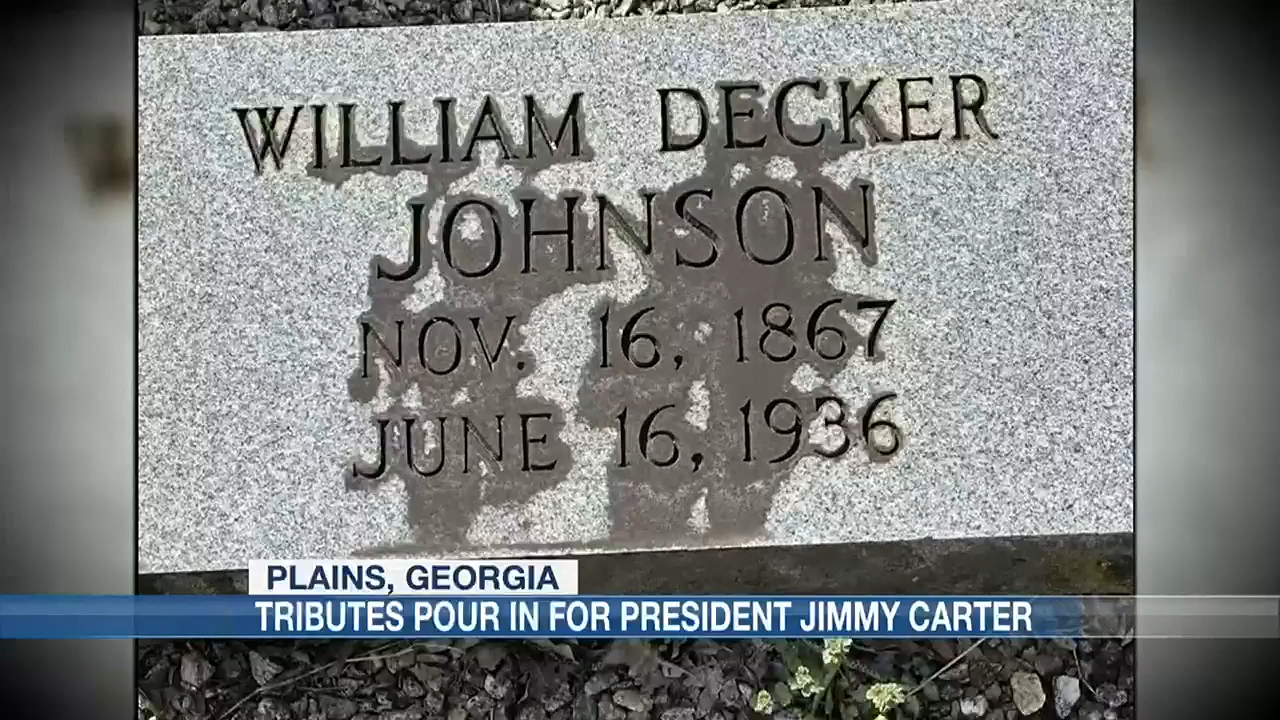 WILLIAM DECKER
JOHNSON
NOV. 16, 1867
JUNE 16, 1936
PLAINS, GEORGIA
TRIBUTES POUR IN FOR PRESIDENT JIMMY CARTER